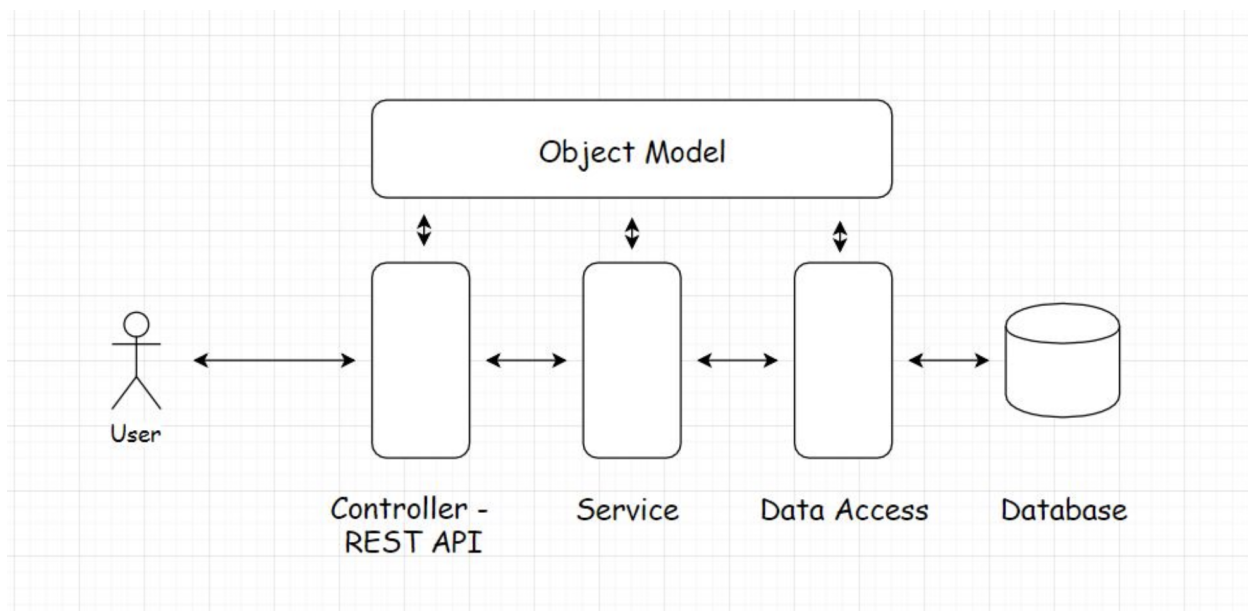 Object Model
User
Controller -
REST API
Service
Data Access
Database